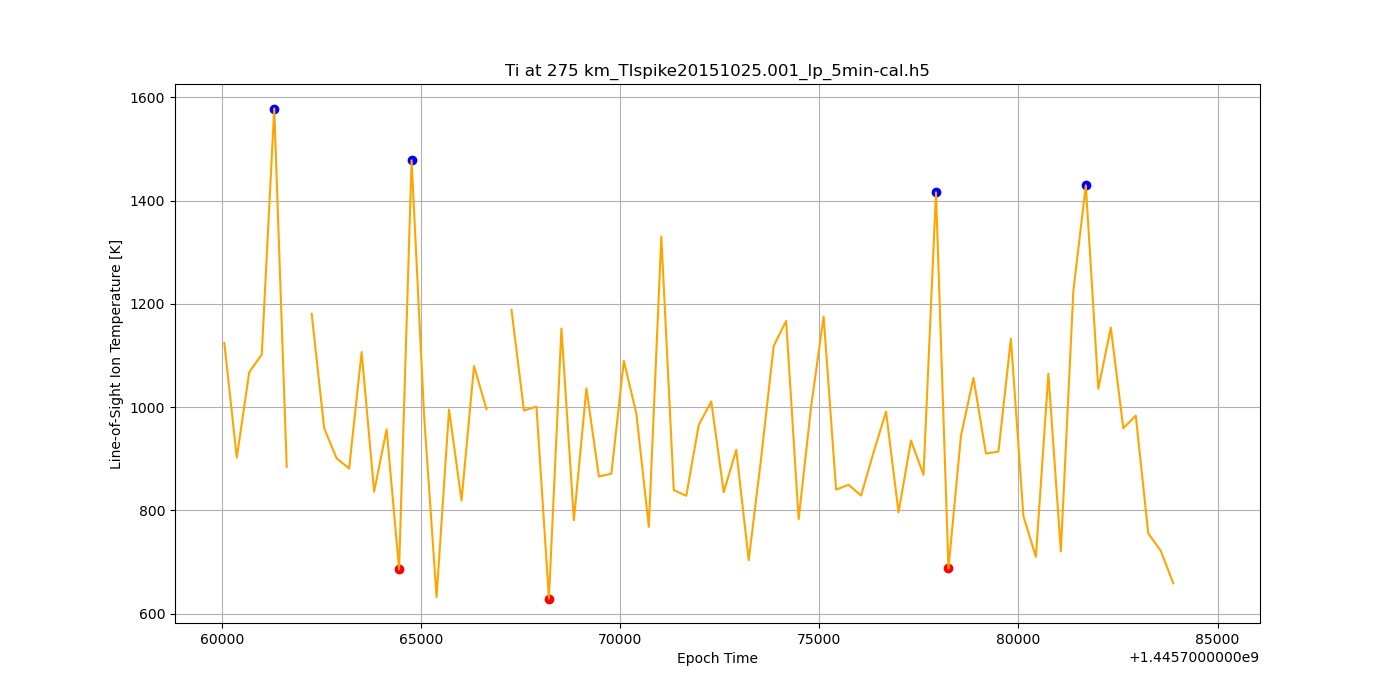 Ti at 275 km_TIspike20151025.001_lp_5min-cal.h5
1600
1400
1200
1000
800
600
Line-of-Sight Ion Temperature [K]
60000 65000 70000 75000 80000 85000
Epoch Time
+1.4457000000e9